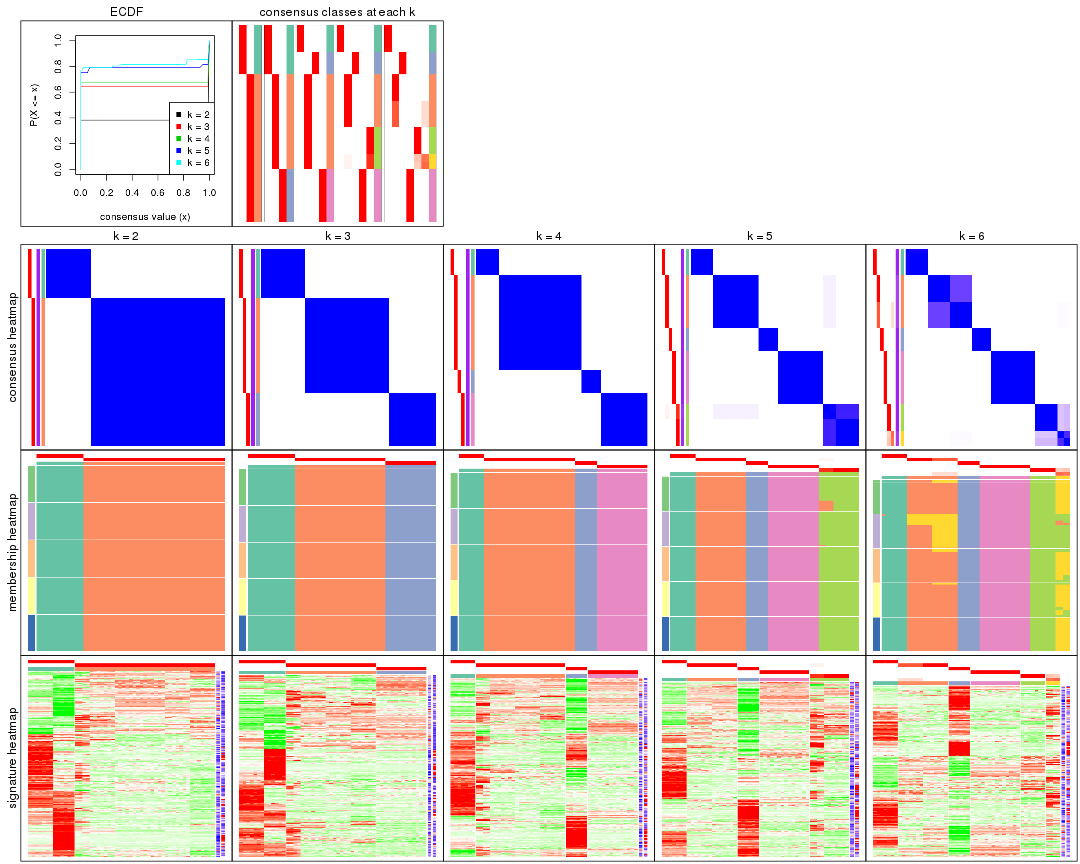 ECDF
consensus classes at each k
P(X <= x)
1.0
0.8
0.6
0.4
0.2
0.0
k = 2
k = 3
k = 4
k = 5
k = 6
0.0 0.2 0.4 0.6 0.8 1.0
consensus value (x)
k = 2
k = 3
k = 4
k = 5
k = 6
consensus heatmap
membership heatmap
signature heatmap